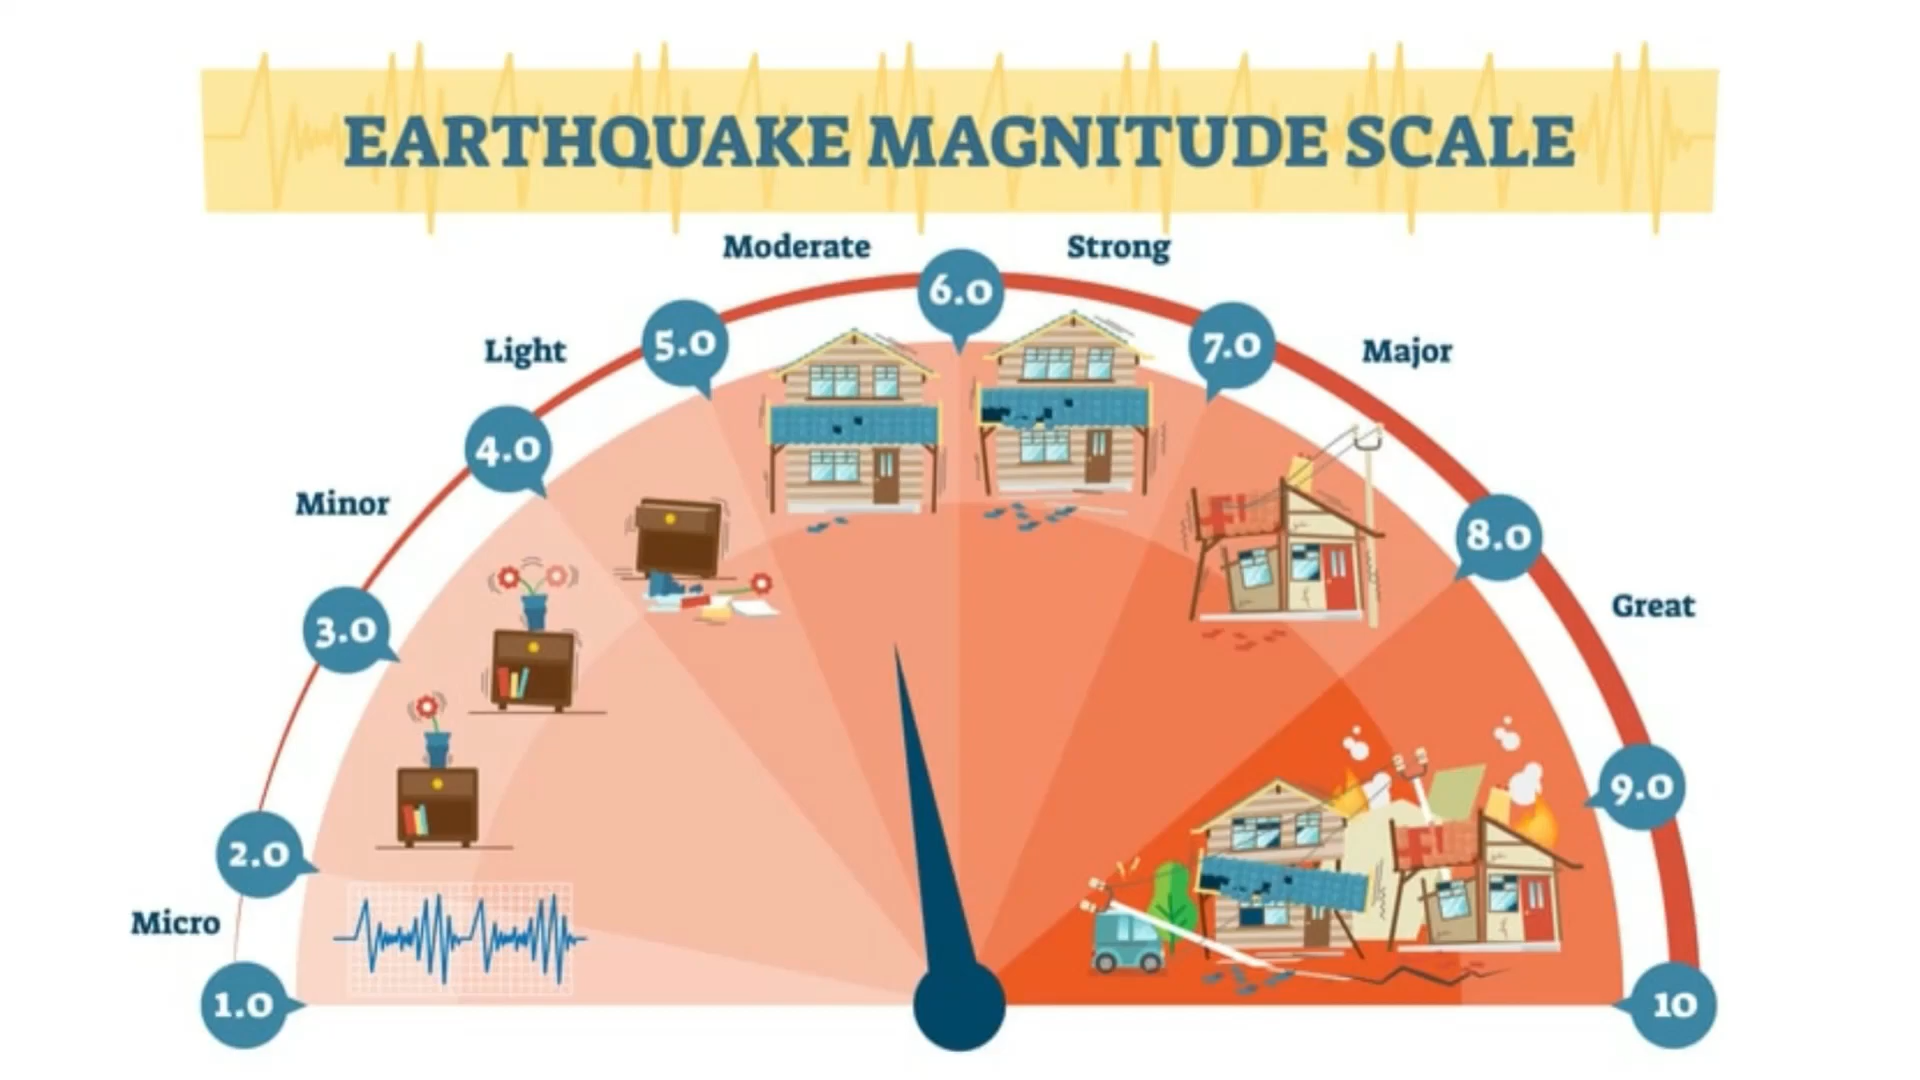 EARTHQUAKE MAGNITUDE SCALE
Moderate
Strong
6.0
5.0
7.0
Light
Major
4.0
Minor
8.0
3.0
Great
9.0
2.0
Micro
1.0
10